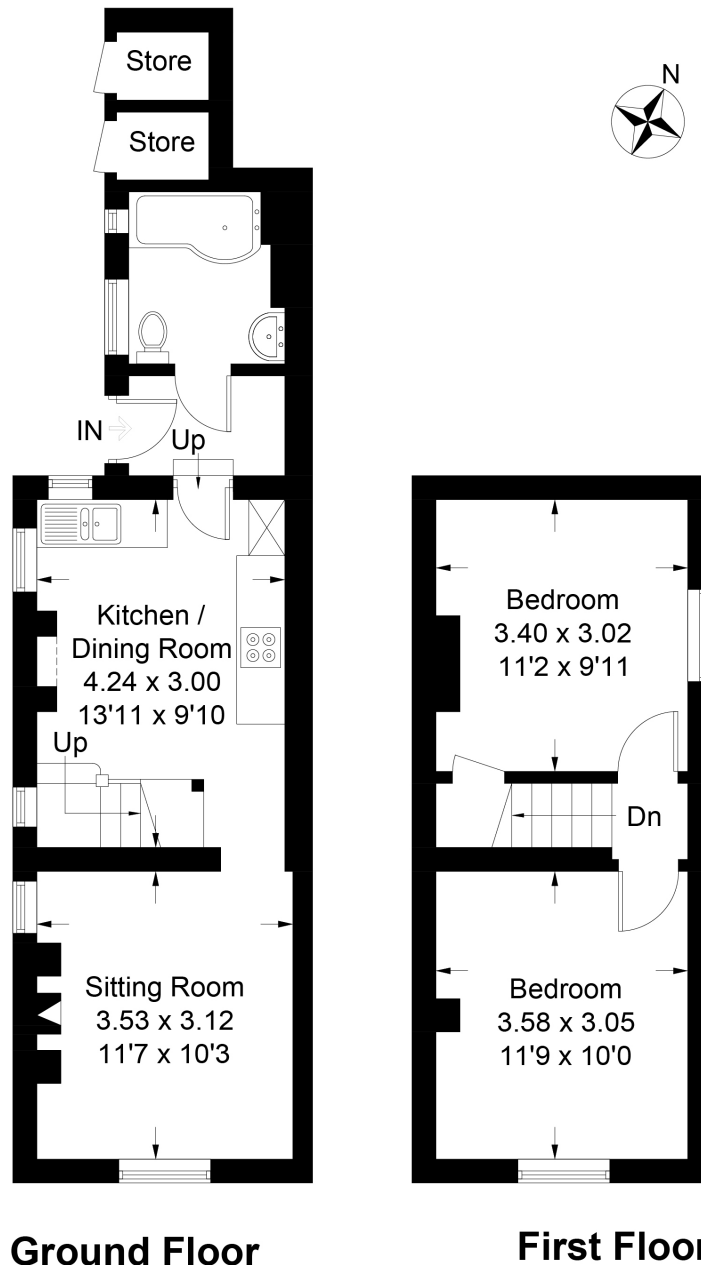 Store
N
Store
IN
Up
Kitchen /
Dining Room
4.24 x 3.00
13'11 x 9'10
Up
Sitting Room
3.53 x 3.12
11'7 x 10'3
Bedroom
3.40 x 3.02
11'2 x 9'11
Dn
Bedroom
3.58 x 3.05
11'9 x 10'0
Ground Floor
First Floor